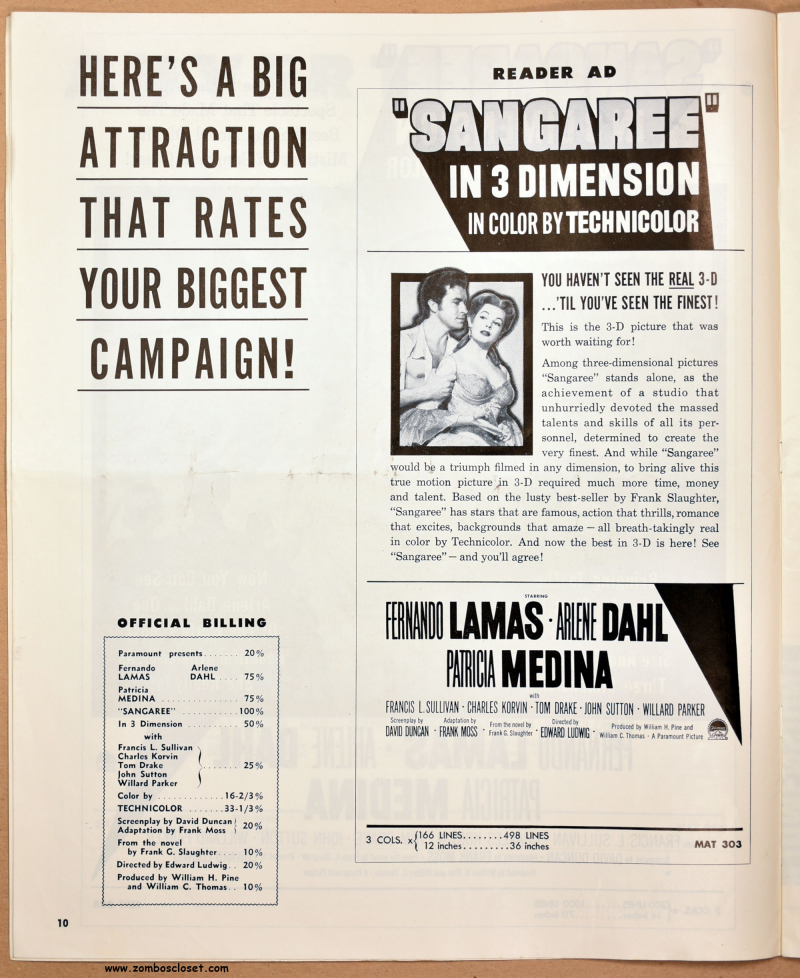 HERE'S A BIG
ATTRACTION
THAT RATES
YOUR BIGGEST
CAMPAIGN!
OFFICIAL BILLING
Paramount presents....... 20%
Fernando Arlene
LAMAS DAHL .... 75%
Patricia
MEDINA ............... 75%
"SANGAREE" ............ 100%
In 3 Dimension .......... 50%
with
Francis L. Sullivan
Charles Korvin
Tom Drake ........ 25%
John Sutton
Willard Parker
Color by ............ 16-2/3%
TECHNICOLOR ....... 33-1/3%
Screenplay by David Duncan
Adaptation by Frank Moss 20%
From the novel
by Frank G. Slaughter.... 10%
Directed by Edward Ludwig.. 20%
Produced by William H. Pine
and William C. Thomas.. 10%
10
READER AD
"SANGAREE"
IN 3 DIMENSION
IN COLOR BY TECHNICOLOR
YOU HAVEN'T SEEN THE REAL 3-D
...'TIL YOU'VE SEEN THE FINEST!
This is the 3-D picture that was
worth waiting for!
Among three-dimensional pictures
"Sangaree" stands alone, as the
achievement of a studio that
unhurriedly devoted the massed
talents and skills of all its per-
sonnel, determined to create the
very finest. And while "Sangaree"
would be a triumph filmed in any dimension, to bring alive this
true motion picture in 3-D required much more time, money
and talent. Based on the lusty best-seller by Frank Slaughter,
"Sangaree" has stars that are famous, action that thrills, romance
that excites, backgrounds that amaze — all breath-takingly real
in color by Technicolor. And now the best in 3-D is here! See
"Sangaree" — and you'll agree!
STARRING
FERNANDO LAMAS · ARLENE DAHL
PATRICIA MEDINA
with
FRANCIS L. SULLIVAN · CHARLES KORVIN · TOM DRAKE · JOHN SUTTON · WILLARD PARKER
Screenplay by DAVID DUNCAN · Adaptation by FRANK MOSS · From the novel by Frank G. Slaughter · Directed by EDWARD LUDWIG · Produced by William H. Pine and William C. Thomas · A Paramount Picture
3 COLS. x { 166 LINES........498 LINES
12 inches.........36 inches
MAT 303
www.zomboscloset.com